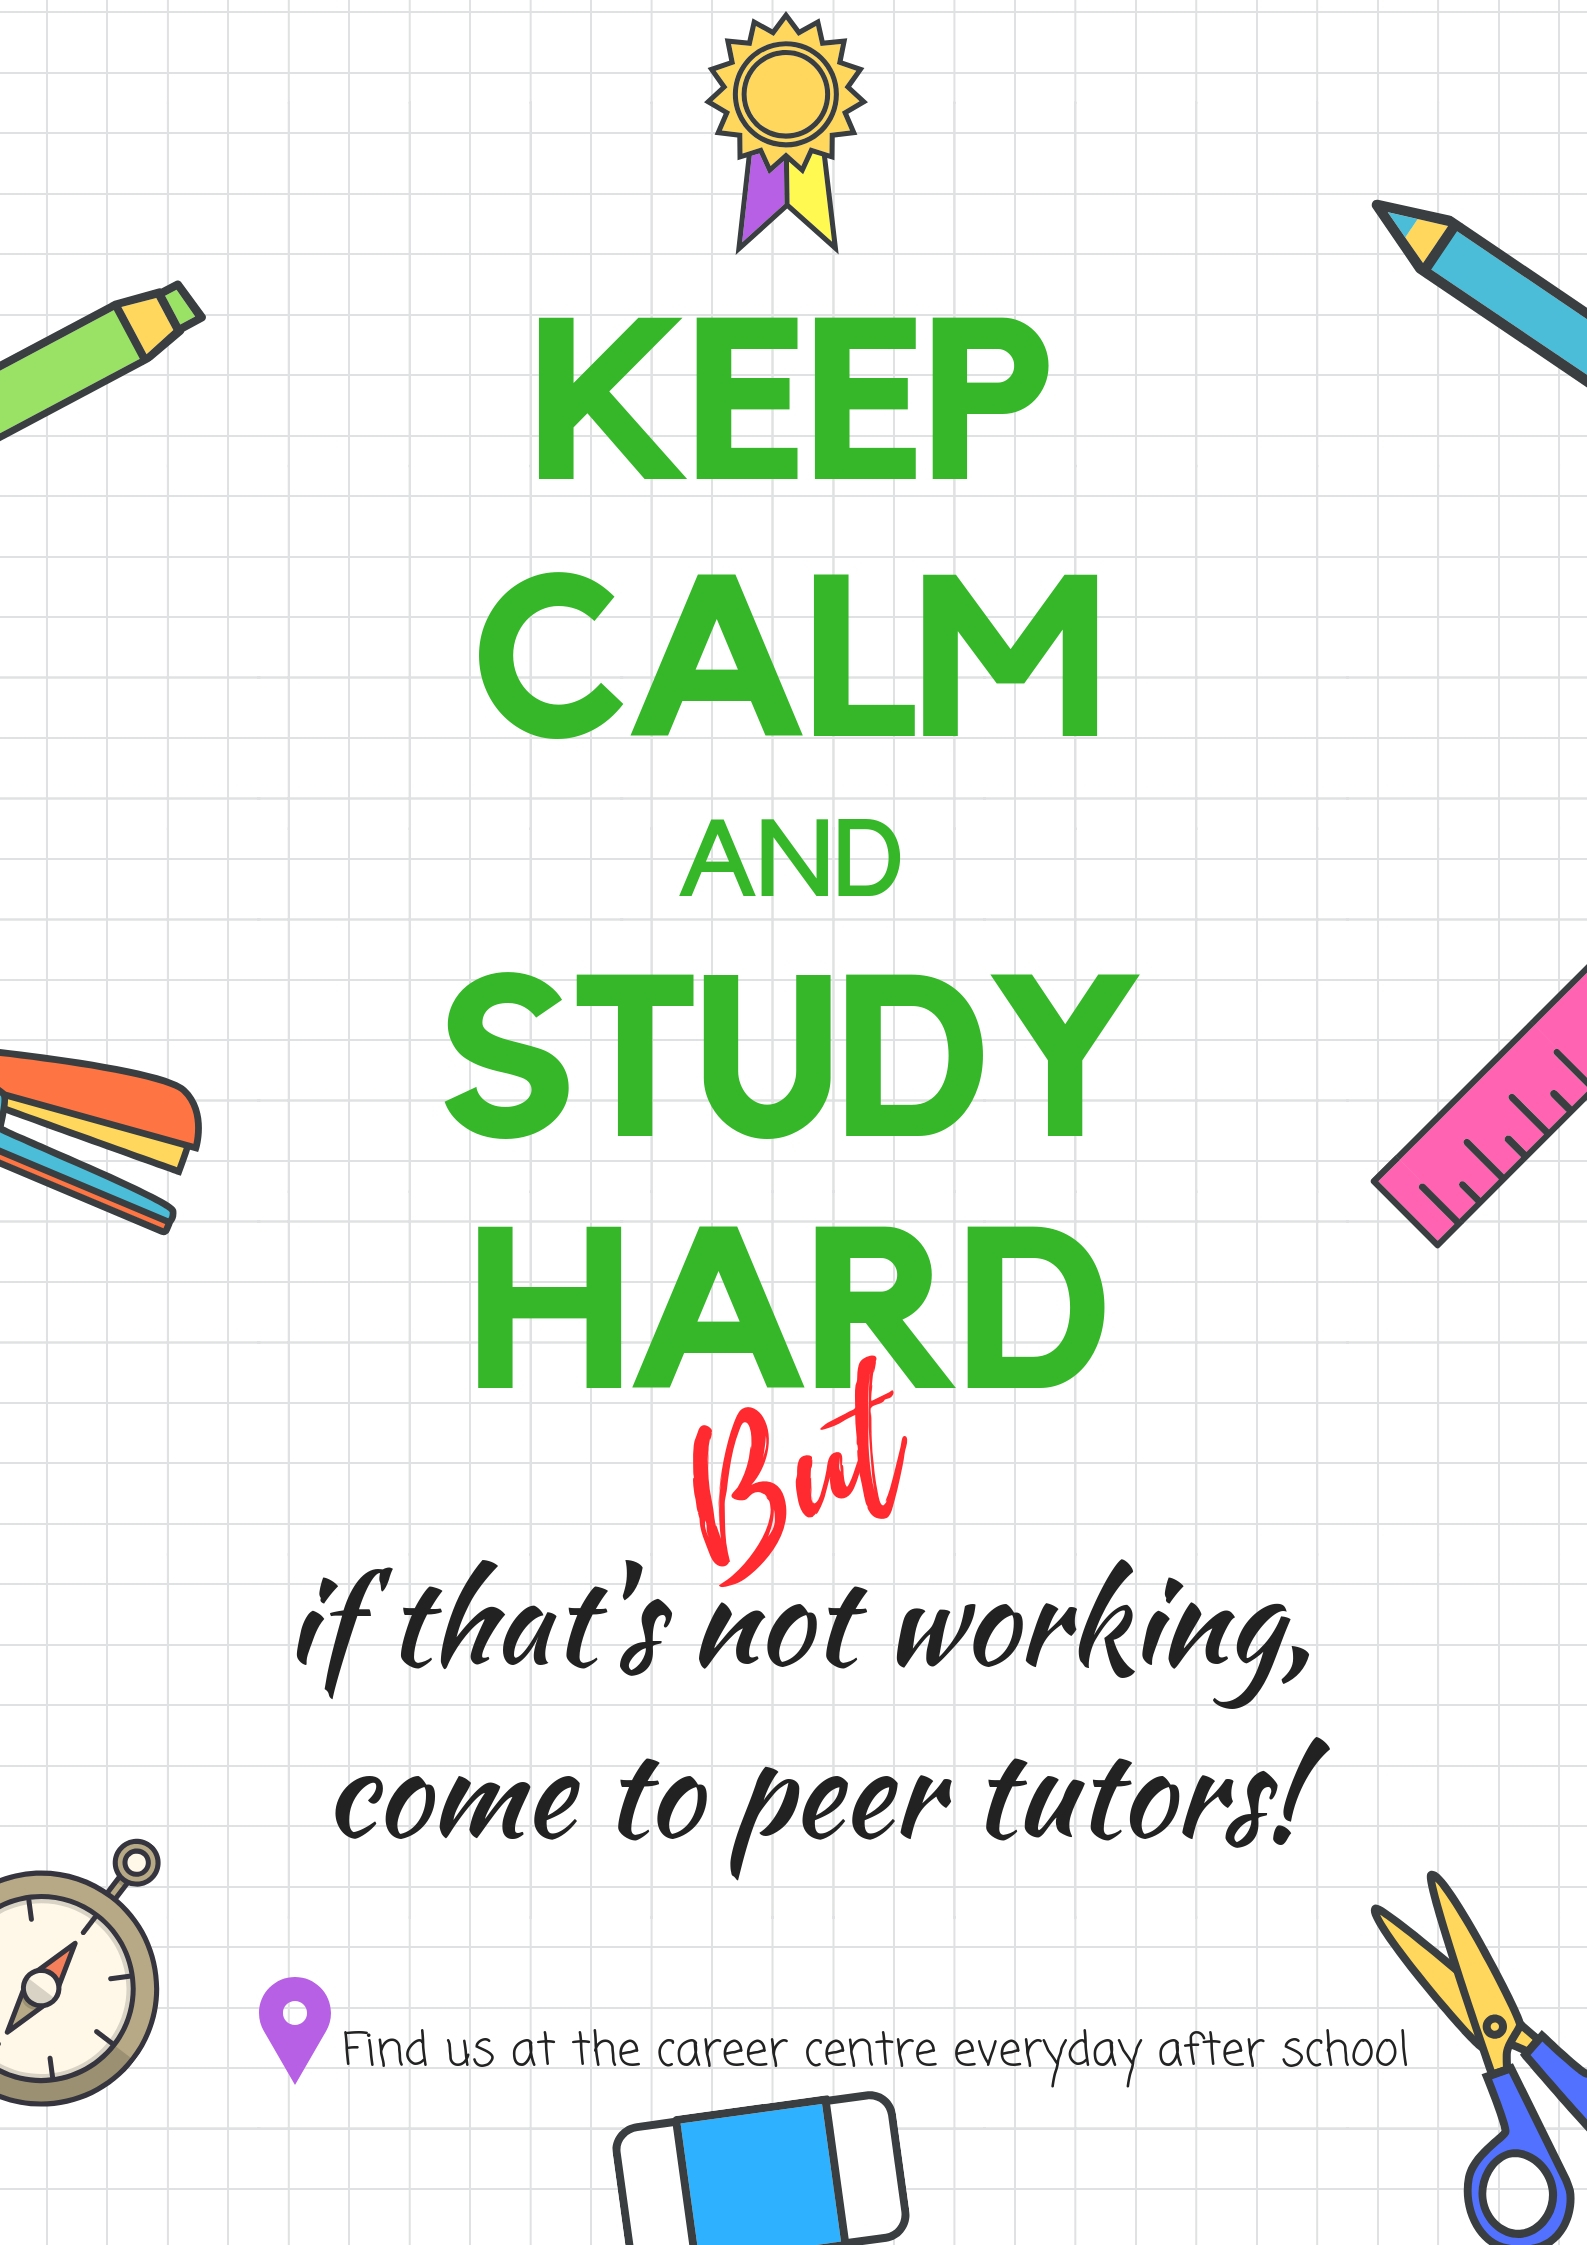 KEEP
CALM
AND
STUDY
HARD
But
if that's not working,
come to peer tutors!
Find us at the career centre everyday after school